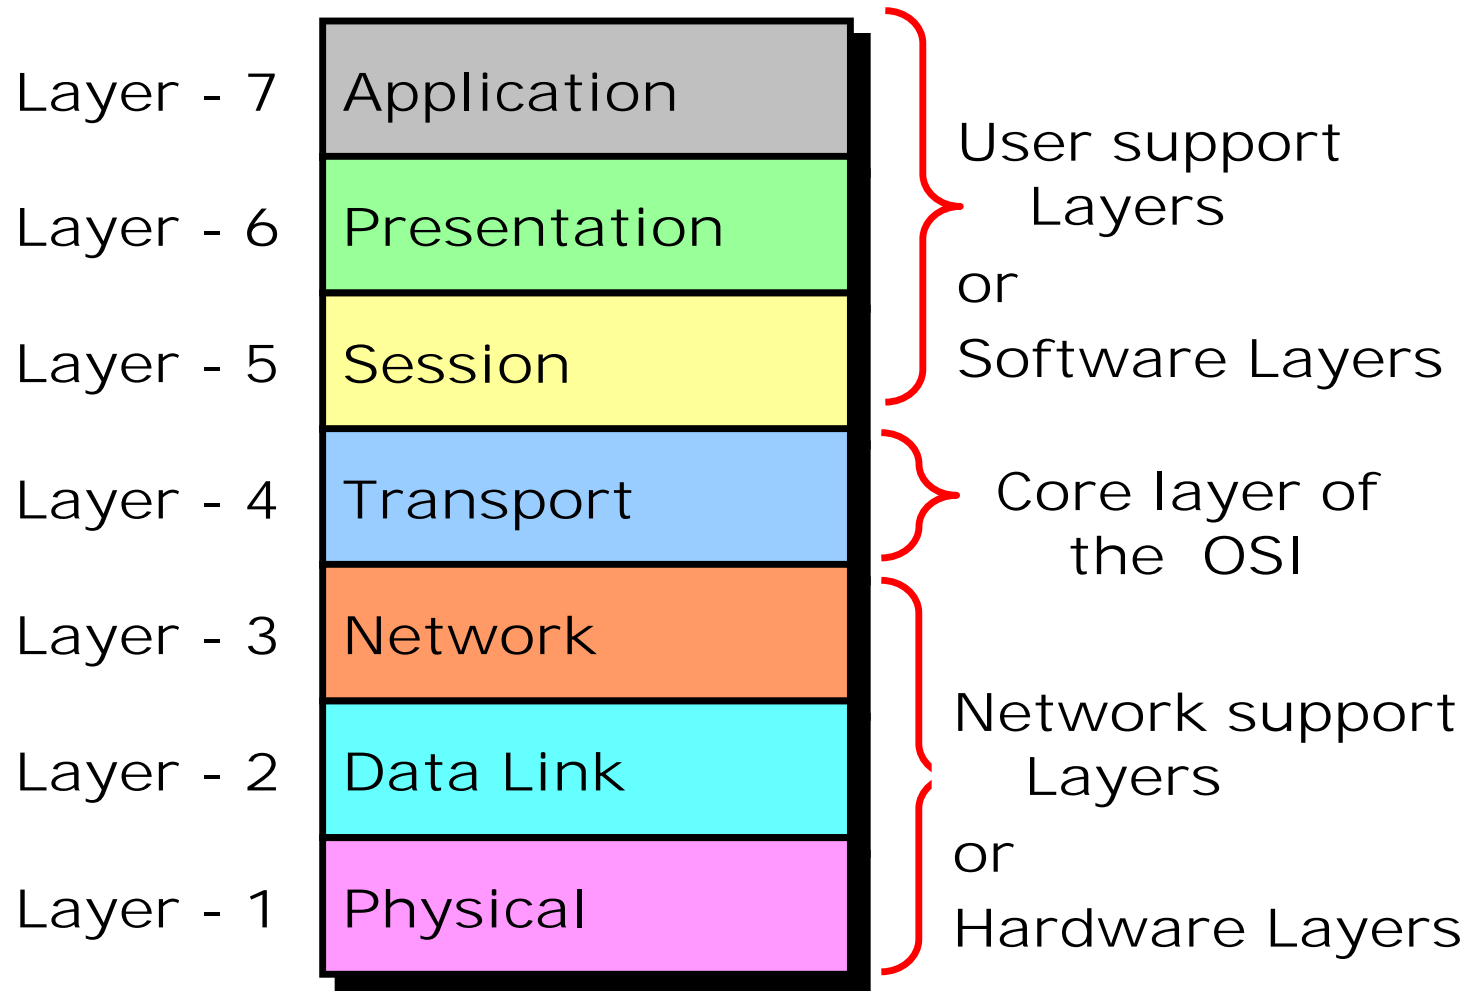 Layer - 7 Application
Layer - 6 Presentation
Layer - 5 Session
Layer - 4 Transport
Layer - 3 Network
Layer - 2 Data Link
Layer - 1 Physical
User support
Layers
or
Software Layers
Core layer of
the OSI
Network support
Layers
or
Hardware Layers